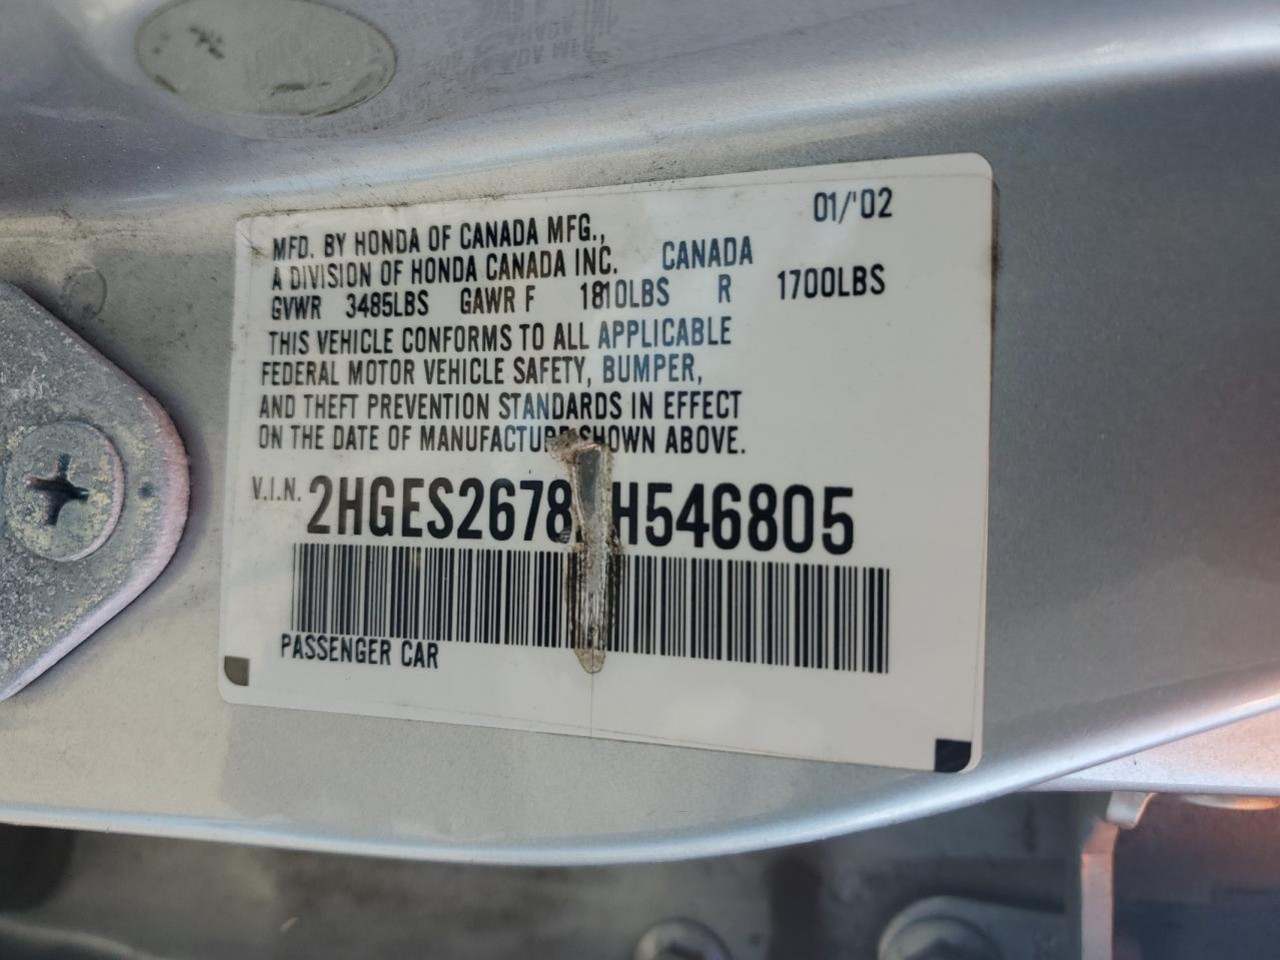 01/'02
MFD. BY HONDA OF CANADA MFG.,
A DIVISION OF HONDA CANADA INC. CANADA
GVWR 3485LBS GAWR F 1810LBS R 1700LBS
THIS VEHICLE CONFORMS TO ALL APPLICABLE
FEDERAL MOTOR VEHICLE SAFETY, BUMPER,
AND THEFT PREVENTION STANDARDS IN EFFECT
ON THE DATE OF MANUFACTURE SHOWN ABOVE.
V.I.N.
PASSENGER CAR